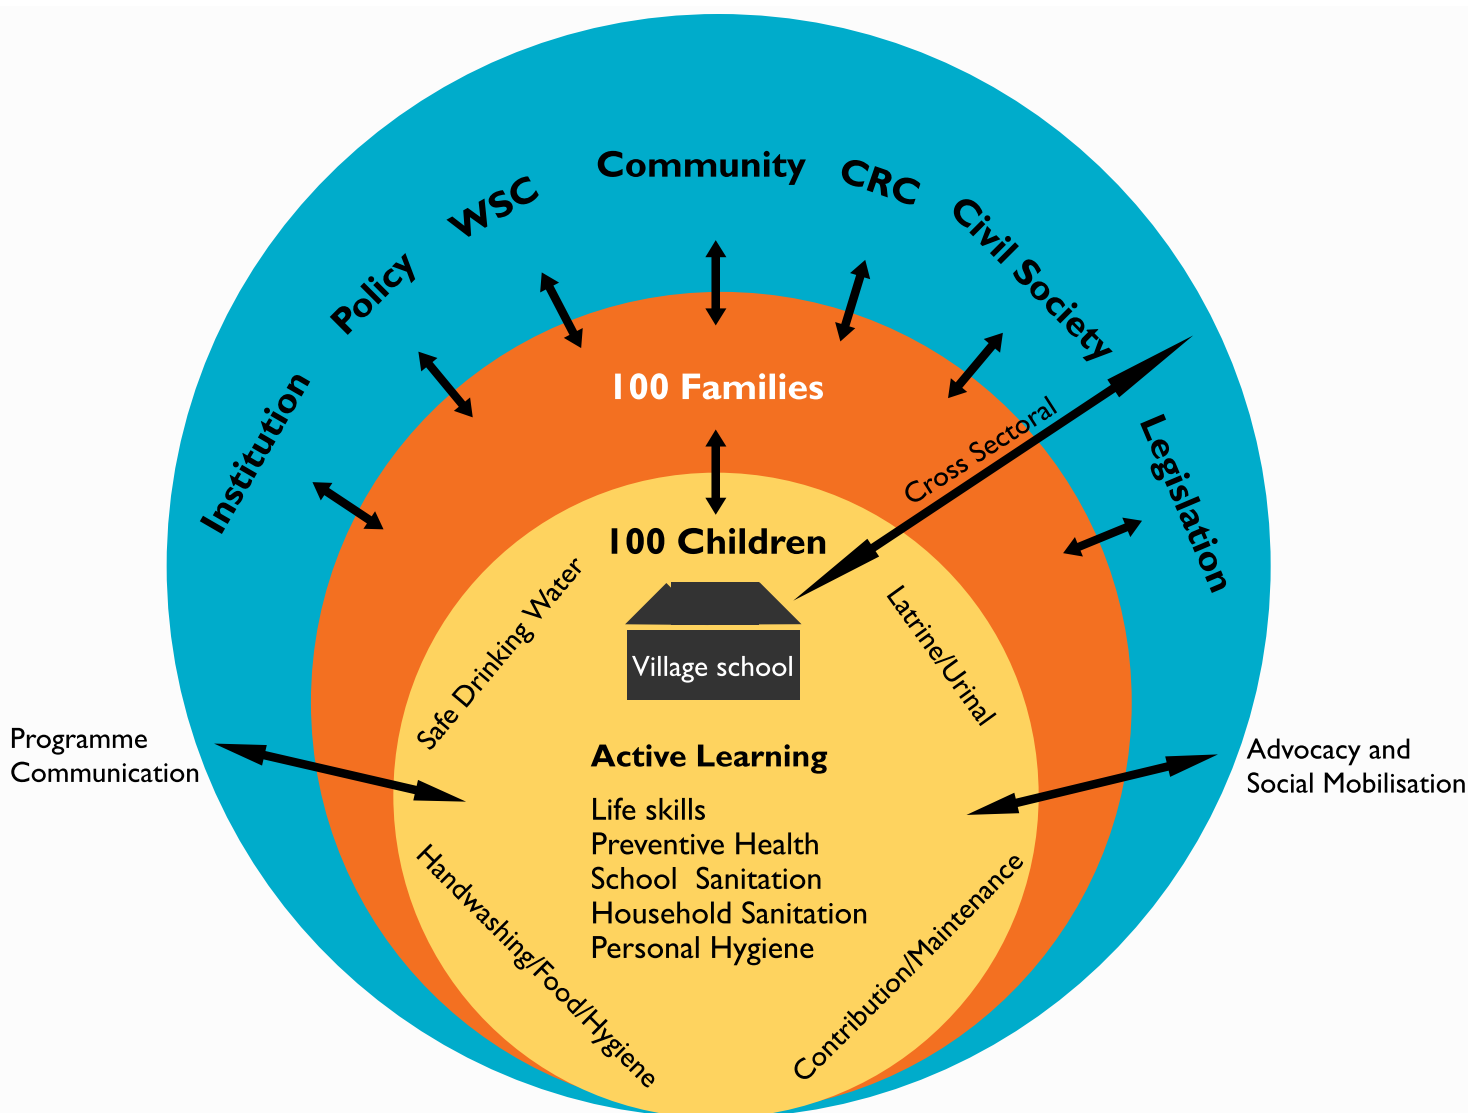 Community
CRC
WSC
Civil Society
Policy
Institution
Legislation
100 Families
Cross Sectoral
100 Children
Safe Drinking Water
Latrine/Urinal
Village school
Programme
Communication
Advocacy and
Social Mobilisation
Active Learning
Life skills
Preventive Health
School Sanitation
Household Sanitation
Personal Hygiene
Handwashing/Food/Hygiene
Contribution/Maintenance